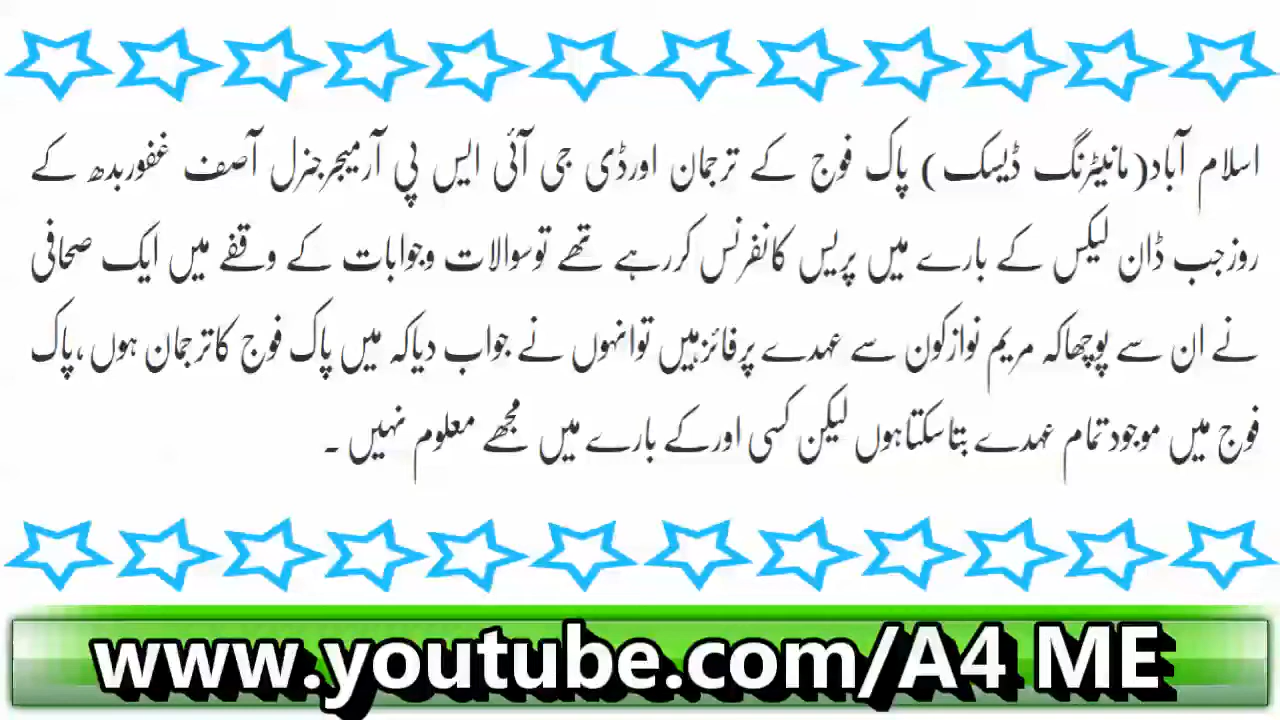 اسلام آباد(مانیٹرنگ ڈیسک) پاک فوج کے ترجمان اورڈی جی آئی ایس پی آرمیجرجنرل آصف غفوربدھ کے
روزجب ڈان لیکس کے بارے میں پریس کانفرنس کررہے تھے توسوالات وجوابات کے وقفے میں ایک صحافی
نے ان سے پوچھاکہ مریم نوازکون سے عہدے پرفائزہیں توانہوں نے جواب دیاکہ میں پاک فوج کاترجمان ہوں ،پاک
فوج میں موجودتمام عہدے بتاسکتاہوں لیکن کسی اورکے بارے میں مجھے معلوم نہیں ۔
www.youtube.com/A4 ME